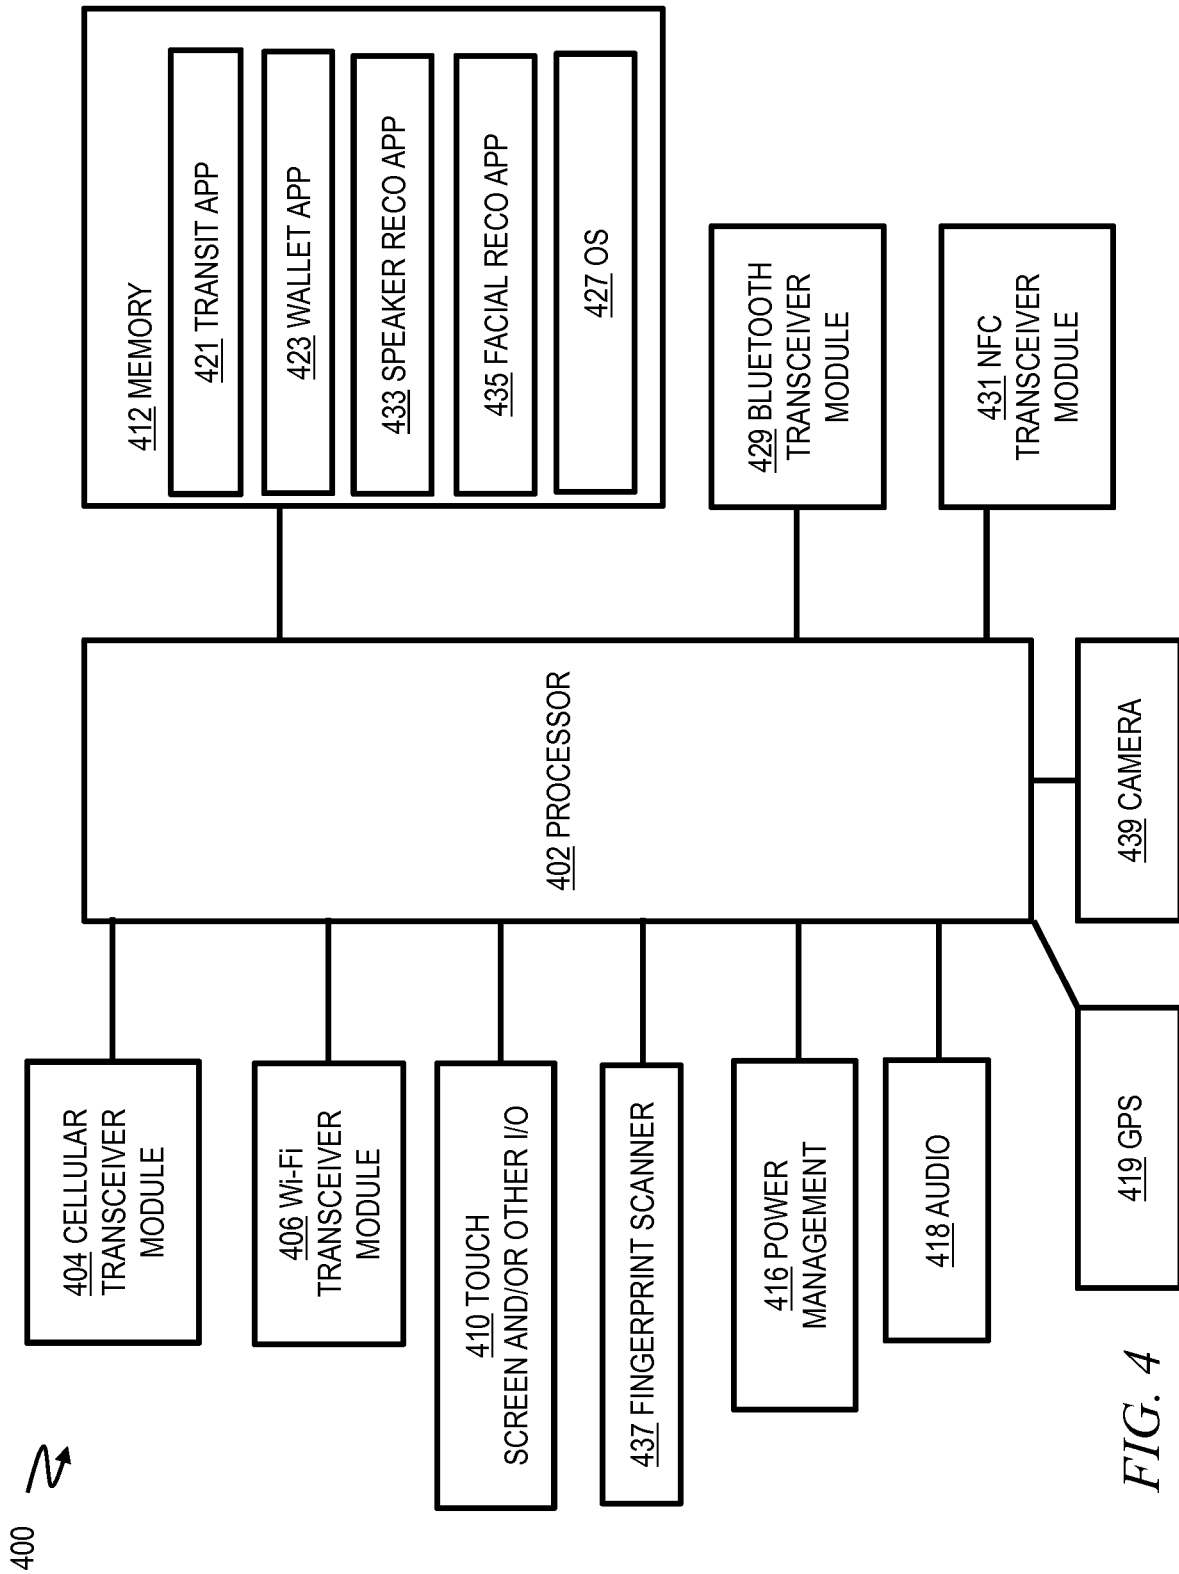 400
404 CELLULAR
TRANSCEIVER
MODULE
406 Wi-Fi
TRANSCEIVER
MODULE
410 TOUCH
SCREEN AND/OR OTHER I/O
437 FINGERPRINT SCANNER
416 POWER
MANAGEMENT
418 AUDIO
419 GPS
402 PROCESSOR
439 CAMERA
412 MEMORY
421 TRANSIT APP
423 WALLET APP
433 SPEAKER RECO APP
435 FACIAL RECO APP
427 OS
429 BLUETOOTH
TRANSCEIVER
MODULE
431 NFC
TRANSCEIVER
MODULE
FIG. 4